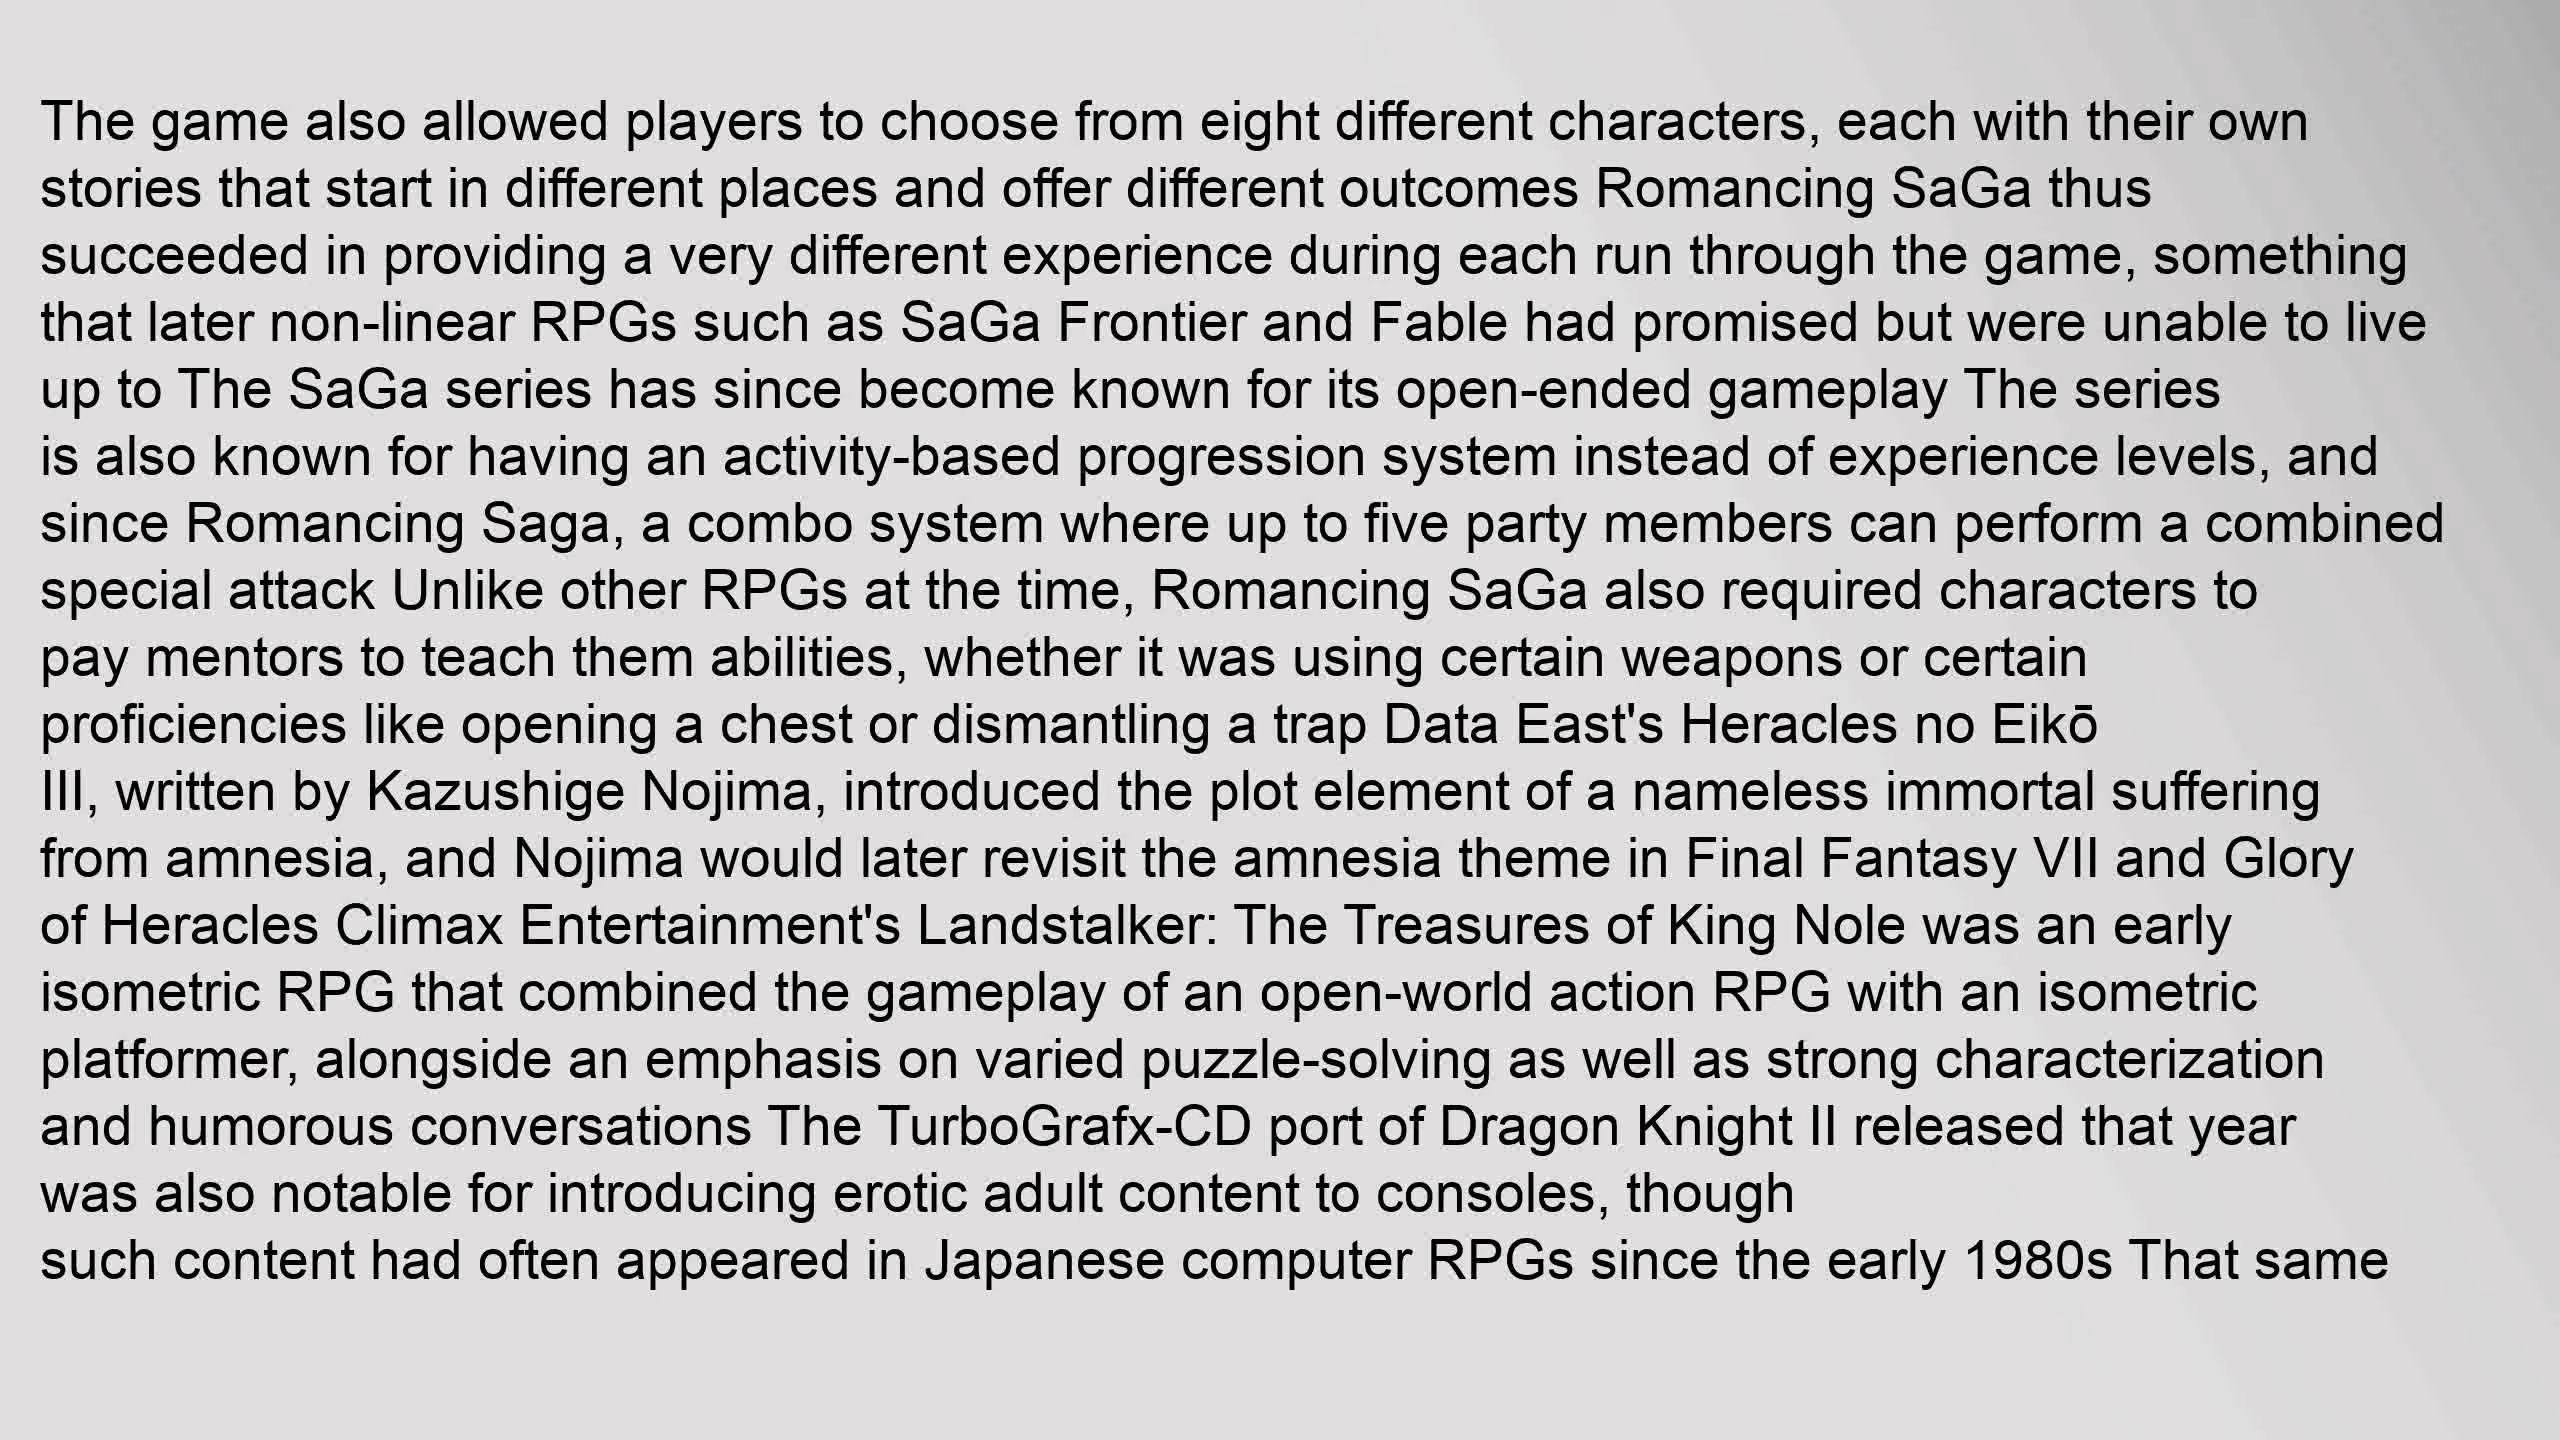 The game also allowed players to choose from eight different characters, each with their own
stories that start in different places and offer different outcomes Romancing SaGa thus
succeeded in providing a very different experience during each run through the game, something
that later non-linear RPGs such as SaGa Frontier and Fable had promised but were unable to live
up to The SaGa series has since become known for its open-ended gameplay The series
is also known for having an activity-based progression system instead of experience levels, and
since Romancing Saga, a combo system where up to five party members can perform a combined
special attack Unlike other RPGs at the time, Romancing SaGa also required characters to
pay mentors to teach them abilities, whether it was using certain weapons or certain
proficiencies like opening a chest or dismantling a trap Data East's Heracles no Eikō
III, written by Kazushige Nojima, introduced the plot element of a nameless immortal suffering
from amnesia, and Nojima would later revisit the amnesia theme in Final Fantasy VII and Glory
of Heracles Climax Entertainment's Landstalker: The Treasures of King Nole was an early
isometric RPG that combined the gameplay of an open-world action RPG with an isometric
platformer, alongside an emphasis on varied puzzle-solving as well as strong characterization
and humorous conversations The TurboGrafx-CD port of Dragon Knight II released that year
was also notable for introducing erotic adult content to consoles, though
such content had often appeared in Japanese computer RPGs since the early 1980s That same